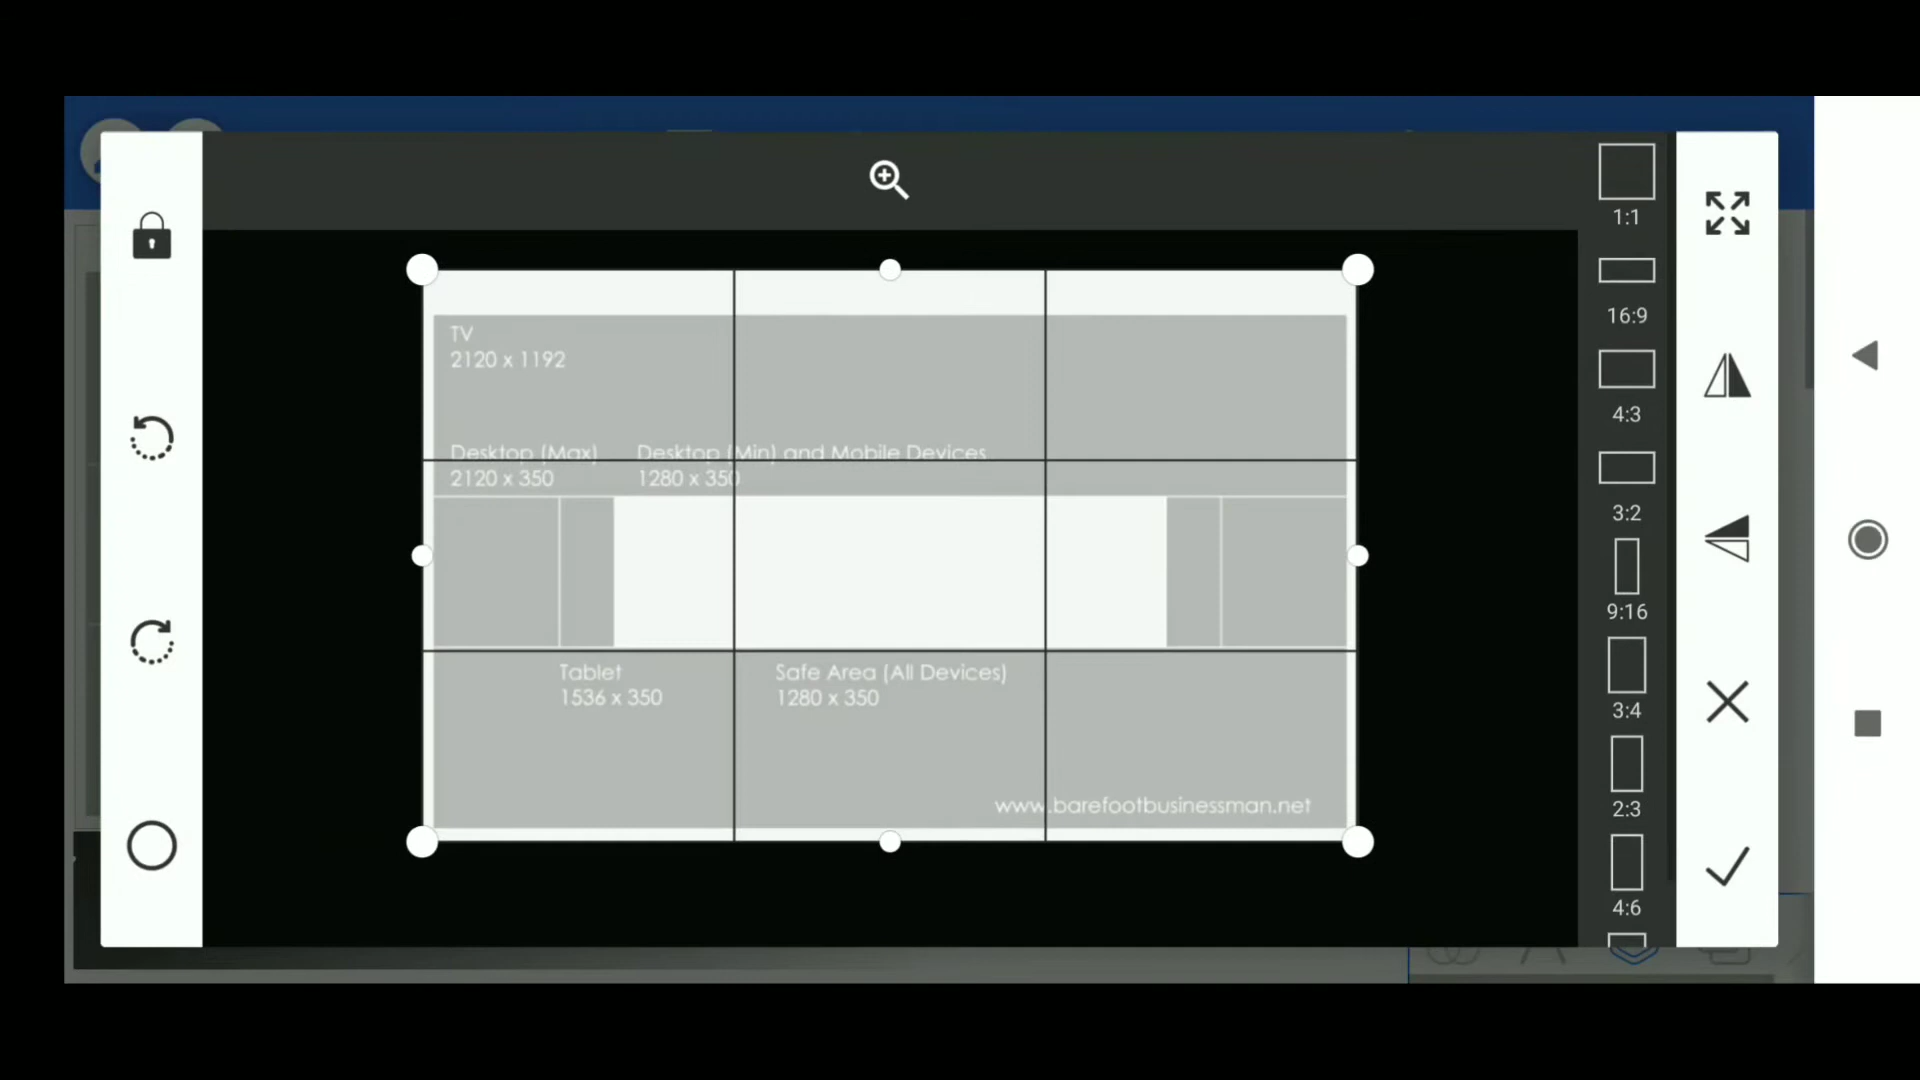 TV
2120 x 1192
Desktop (Max)
2120 x 350
Desktop (Min) and Mobile Devices
1280 x 350
Tablet
1536 x 350
Safe Area (All Devices)
1280 x 350
www.barefootbusinessman.net
1:1
16:9
4:3
3:2
9:16
3:4
2:3
4:6